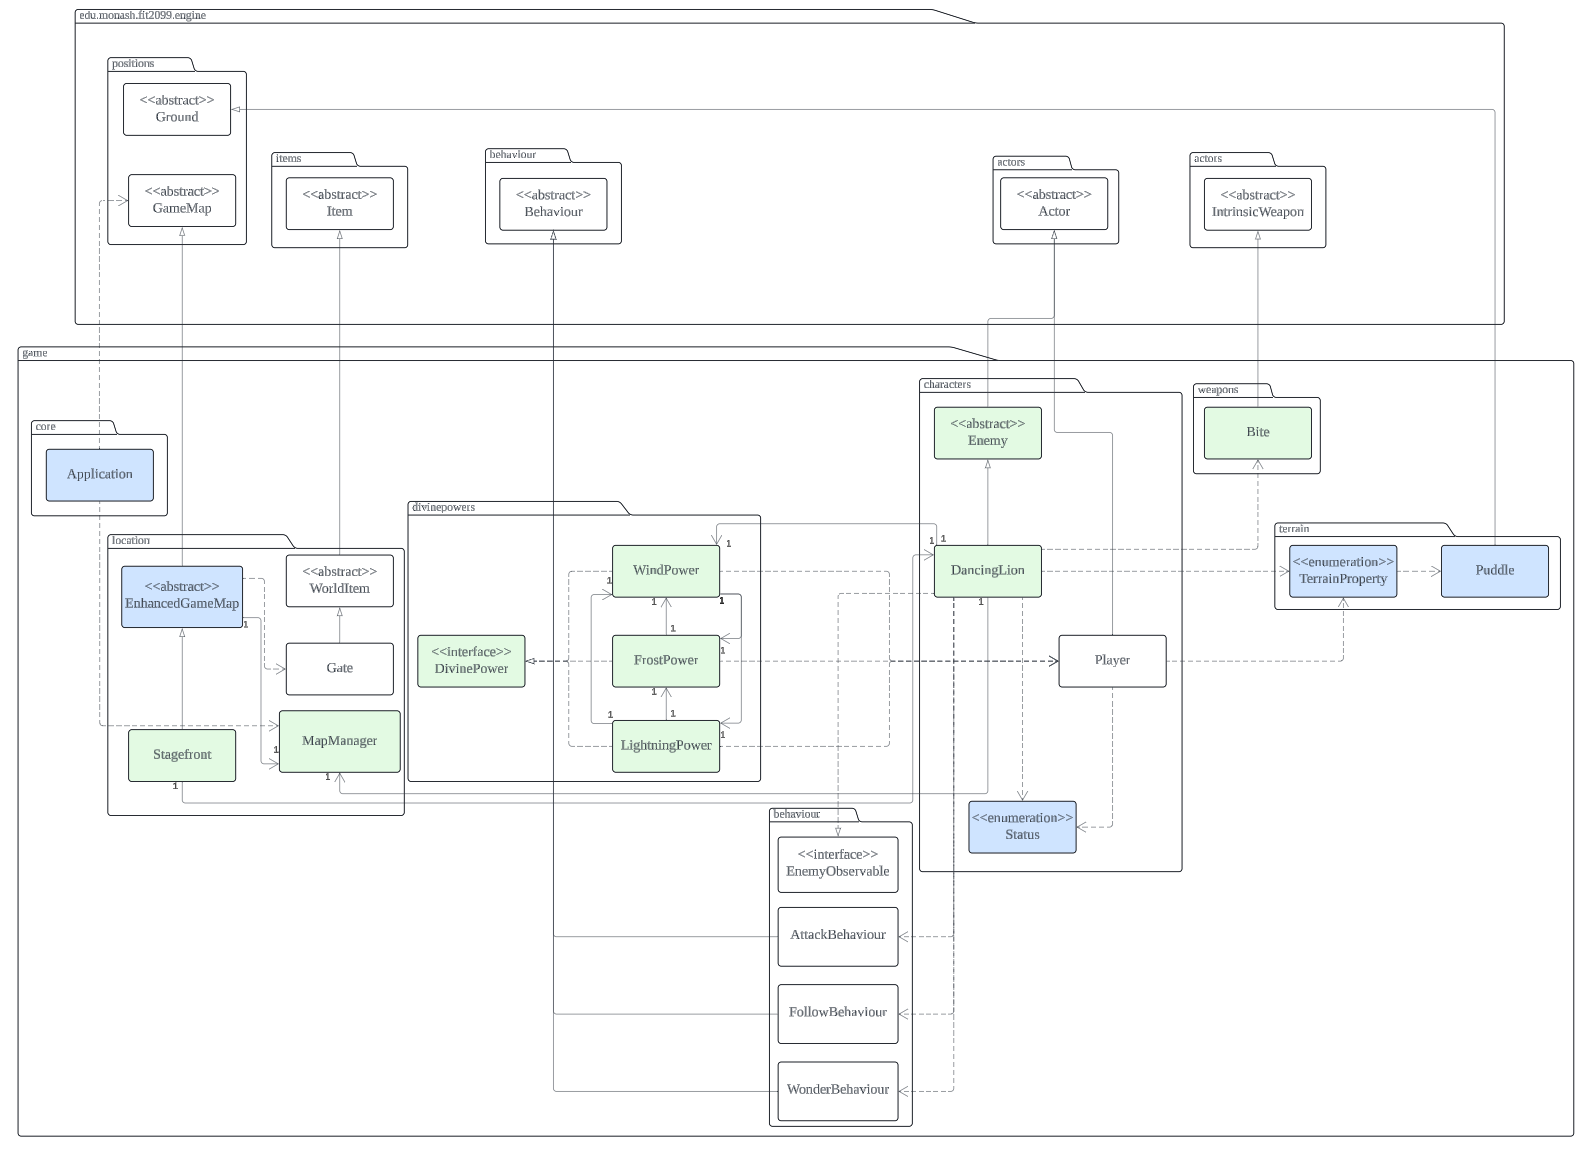 edu.monash.fit2099.engine
positions
<<abstract>>
Ground
<<abstract>>
GameMap
items
<<abstract>>
Item
behaviour
<<abstract>>
Behaviour
actors
<<abstract>>
Actor
actors
<<abstract>>
IntrinsicWeapon
game
core
Application
location
<<abstract>>
EnhancedGameMap
1
<<abstract>>
WorldItem
Gate
Stagefront
1
MapManager
1
1
divinepowers
<<interface>>
DivinePower
WindPower
1
1
1
1
FrostPower
1
1
1
LightningPower
1
1
1
characters
<<abstract>>
Enemy
DancingLion
1
1
1
Player
<<enumeration>>
Status
weapons
Bite
terrain
<<enumeration>>
TerrainProperty
Puddle
behaviour
<<interface>>
EnemyObservable
AttackBehaviour
FollowBehaviour
WonderBehaviour